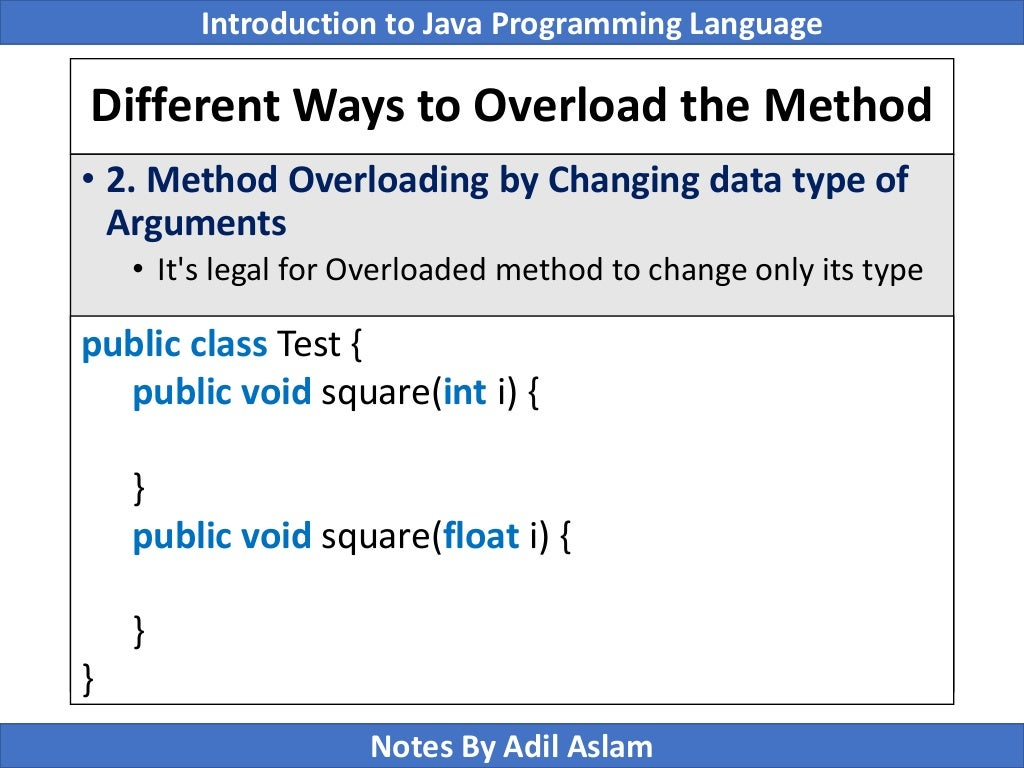 Introduction to Java Programming Language
Different Ways to Overload the Method
• 2. Method Overloading by Changing data type of
Arguments
• It's legal for Overloaded method to change only its type
public class Test {
public void square(int i) {
}
public void square(float i) {
}
}
Notes By Adil Aslam